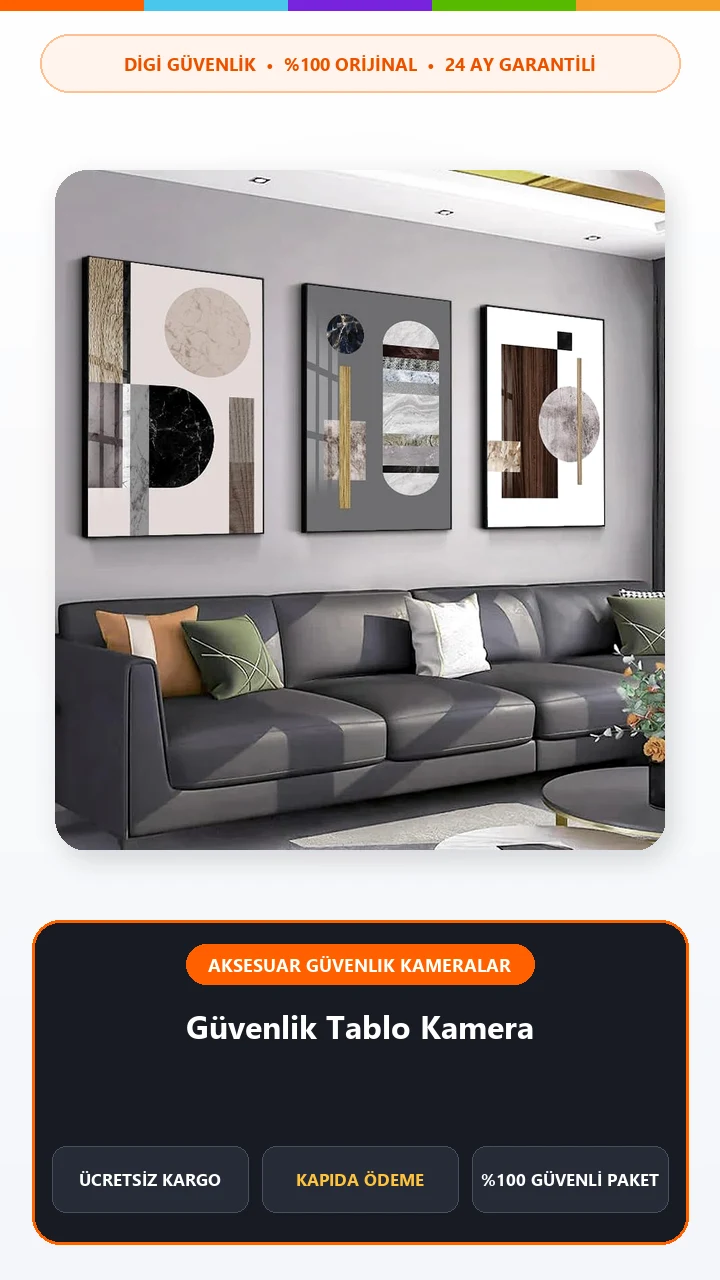 DİGİ GÜVENLİK • %100 ORİJİNAL • 24 AY GARANTİLİ
AKSESUAR GÜVENLIK KAMERALAR
Güvenlik Tablo Kamera
ÜCRETSİZ KARGO
KAPIDA ÖDEME
%100 GÜVENLİ PAKET